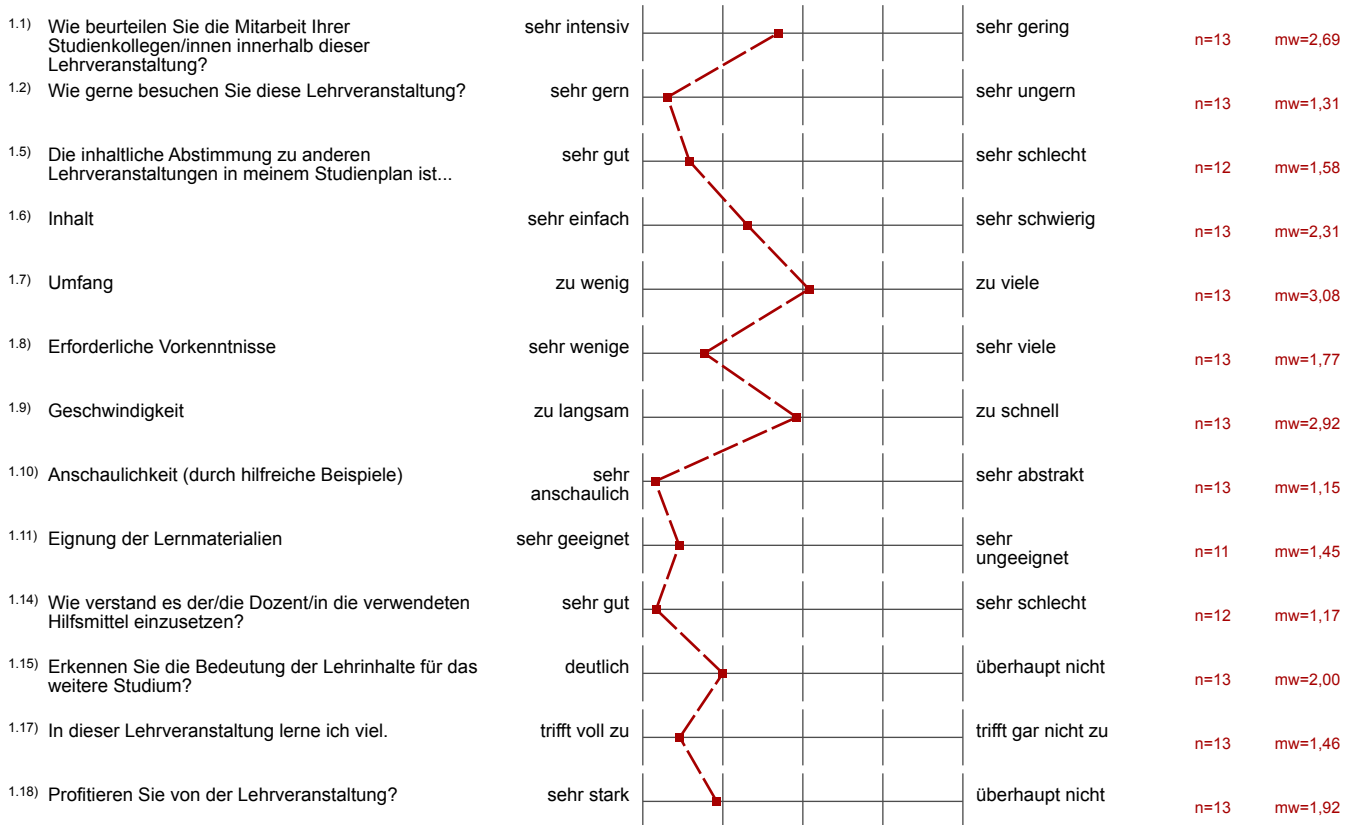 1.1) Wie beurteilen Sie die Mitarbeit Ihrer
Studienkollegen/innen innerhalb dieser
Lehrveranstaltung?
sehr intensiv
sehr gering
n=13
mw=2,69
1.2) Wie gerne besuchen Sie diese Lehrveranstaltung?
sehr gern
sehr ungern
n=13
mw=1,31
1.5) Die inhaltliche Abstimmung zu anderen
Lehrveranstaltungen in meinem Studienplan ist...
sehr gut
sehr schlecht
n=12
mw=1,58
1.6) Inhalt
sehr einfach
sehr schwierig
n=13
mw=2,31
1.7) Umfang
zu wenig
zu viele
n=13
mw=3,08
1.8) Erforderliche Vorkenntnisse
sehr wenige
sehr viele
n=13
mw=1,77
1.9) Geschwindigkeit
zu langsam
zu schnell
n=13
mw=2,92
1.10) Anschaulichkeit (durch hilfreiche Beispiele)
sehr
anschaulich
sehr abstrakt
n=13
mw=1,15
1.11) Eignung der Lernmaterialien
sehr geeignet
sehr
ungeeignet
n=11
mw=1,45
1.14) Wie verstand es der/die Dozent/in die verwendeten
Hilfsmittel einzusetzen?
sehr gut
sehr schlecht
n=12
mw=1,17
1.15) Erkennen Sie die Bedeutung der Lehrinhalte für das
weitere Studium?
deutlich
überhaupt nicht
n=13
mw=2,00
1.17) In dieser Lehrveranstaltung lerne ich viel.
trifft voll zu
trifft gar nicht zu
n=13
mw=1,46
1.18) Profitieren Sie von der Lehrveranstaltung?
sehr stark
überhaupt nicht
n=13
mw=1,92